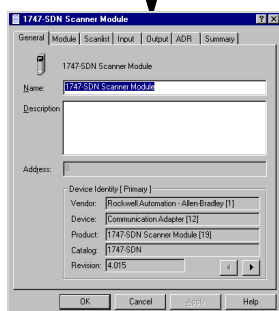 1747-SDN Scanner Module
General Module Scanlist Input Output ADR Summary
1747-SDN Scanner Module
Name: 1747-SDN Scanner Module
Description
Address: 0
Device Identity [ Primary ]
Vendor: Rockwell Automation - Allen-Bradley [1]
Device: Communication Adapter [12]
Product: 1747-SDN Scanner Module [19]
Catalog: 1747-SDN
Revision: 4.015
OK Cancel Apply Help